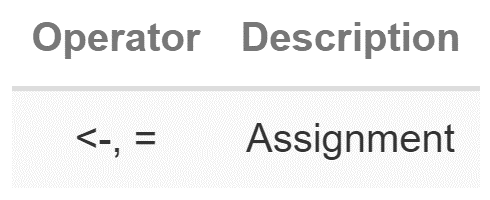 Operator Description
<-, = Assignment